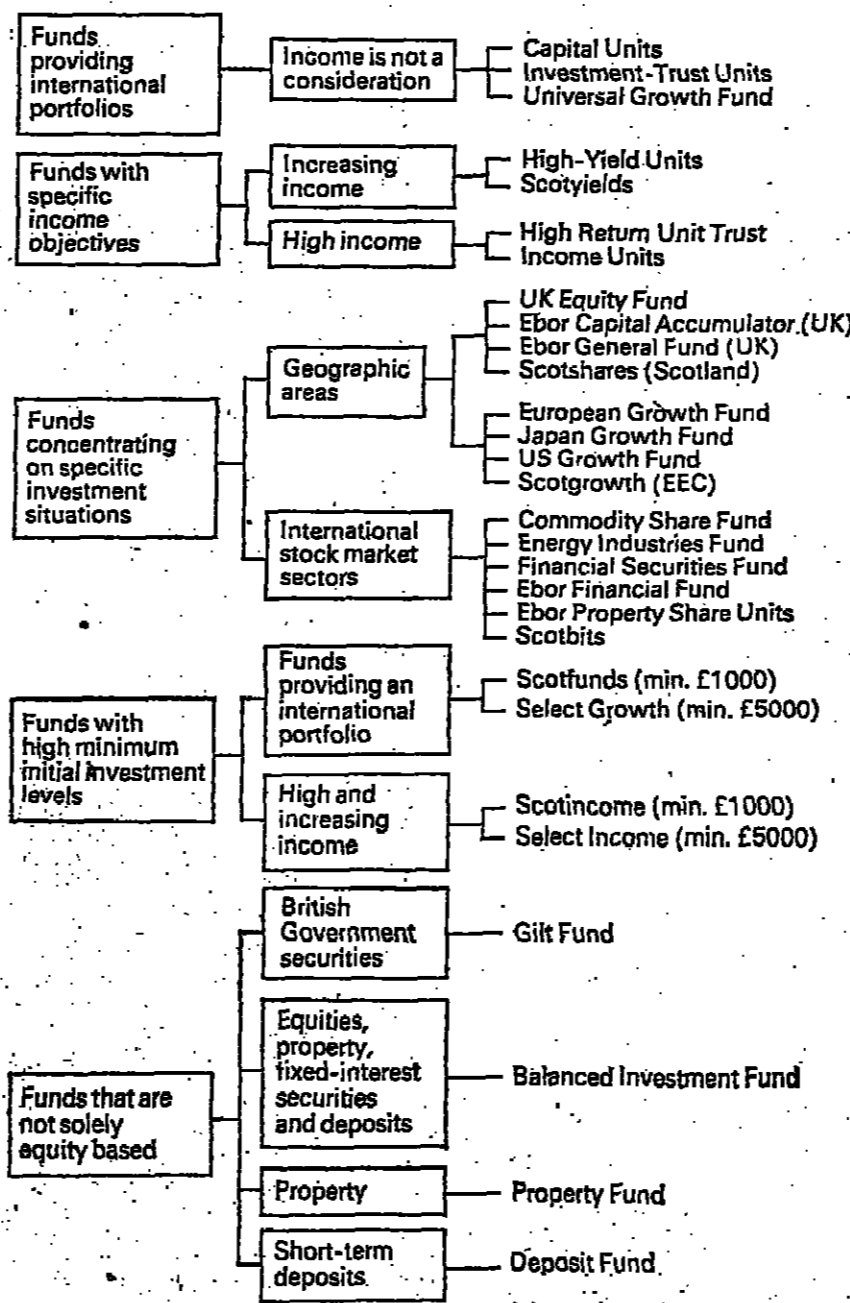 Funds
providing
international
portfolios
Income is not a
consideration
Capital Units
Investment-Trust Units
Universal Growth Fund
Funds with
specific
income
objectives
Increasing
income
High-Yield Units
Scotyields
High income
High Return Unit Trust
Income Units
Funds
concentrating
on specific
investment
situations
Geographic
areas
UK Equity Fund
Ebor Capital Accumulator (UK)
Ebor General Fund (UK)
Scotshares (Scotland)
European Growth Fund
Japan Growth Fund
US Growth Fund
Scotgrowth (EEC)
International
stock market
sectors
Commodity Share Fund
Energy Industries Fund
Financial Securities Fund
Ebor Financial Fund
Ebor Property Share Units
Scotbits
Funds with
high minimum
initial investment
levels
Funds
providing an
international
portfolio
Scotfunds (min. £1000)
Select Growth (min. £5000)
High and
increasing
income
Scotincome (min. £1000)
Select Income (min. £5000)
Funds that are
not solely
equity based
British
Government
securities
Gilt Fund
Equities,
property,
fixed-interest
securities
and deposits
Balanced Investment Fund
Property
Property Fund
Short-term
deposits
Deposit Fund